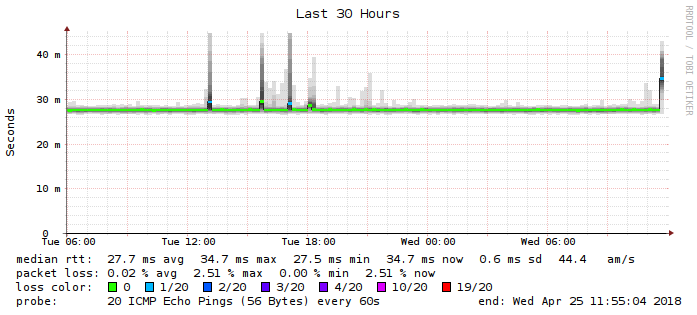 Last 30 Hours
RRDTOOL / TOBI OETIKER
Seconds
40 m
30 m
20 m
10 m
0
Tue 06:00 Tue 12:00 Tue 18:00 Wed 00:00 Wed 06:00
median rtt: 27.7 ms avg 34.7 ms max 27.5 ms min 34.7 ms now 0.6 ms sd 44.4 am/s
packet loss: 0.02 % avg 2.51 % max 0.00 % min 2.51 % now
loss color: 0 1/20 2/20 3/20 4/20 10/20 19/20
probe: 20 ICMP Echo Pings (56 Bytes) every 60s end: Wed Apr 25 11:55:04 2018